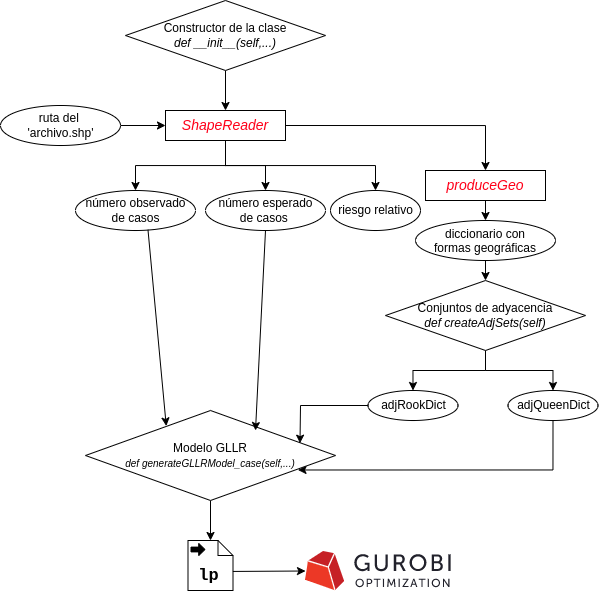 Constructor de la clase
def __init__(self,...)
ruta del
'archivo.shp'
ShapeReader
produceGeo
número observado
de casos
número esperado
de casos
riesgo relativo
diccionario con
formas geográficas
Conjuntos de adyacencia
def createAdjSets(self)
adjRookDict
adjQueenDict
Modelo GLLR
def generateGLLRModel_case(self,...)
lp
GUROBI
OPTIMIZATION